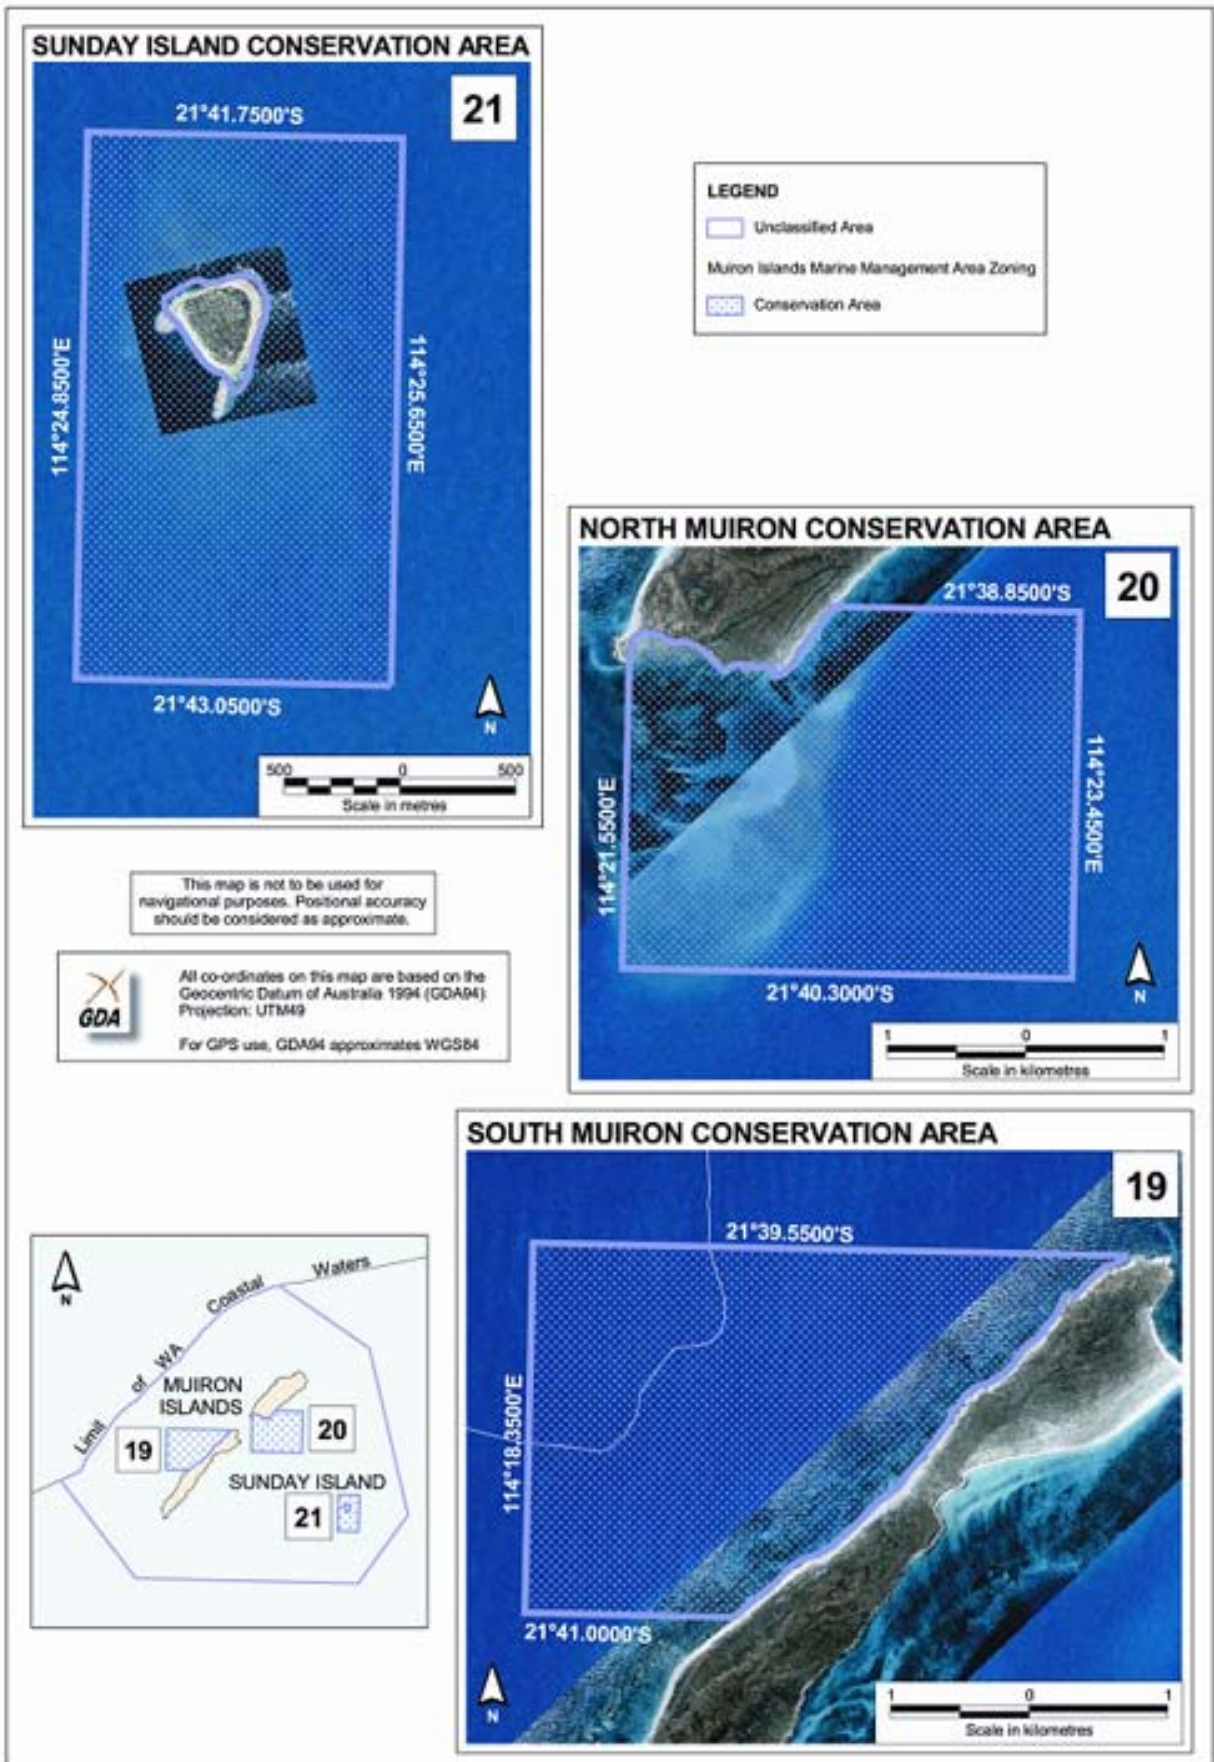 SUNDAY ISLAND CONSERVATION AREA
21
21°41.7500'S
114°24.8500'E
114°25.6500'E
21°43.0500'S
N
500 0 500
Scale in metres
LEGEND
Unclassified Area
Muiron Islands Marine Management Area Zoning
Conservation Area
NORTH MUIRON CONSERVATION AREA
20
21°38.8500'S
114°21.5500'E
114°23.4500'E
21°40.3000'S
N
1 0 1
Scale in kilometres
This map is not to be used for
navigational purposes. Positional accuracy
should be considered as approximate.
GDA
All co-ordinates on this map are based on the
Geocentric Datum of Australia 1994 (GDA94)
Projection: UTM49
For GPS use, GDA94 approximates WGS84
SOUTH MUIRON CONSERVATION AREA
19
21°39.5500'S
114°18.3500'E
21°41.0000'S
N
1 0 1
Scale in kilometres
N
Limit of WA Coastal Waters
MUIRON
ISLANDS
19
20
SUNDAY ISLAND
21